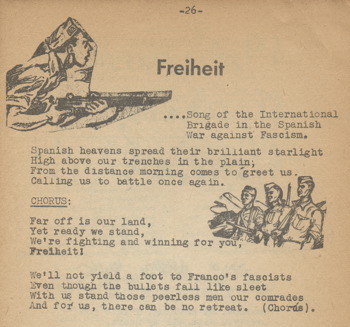 -26-
Freiheit
....Song of the International
Brigade in the Spanish
War against Fascism.
Spanish heavens spread their brilliant starlight
High above our trenches in the plain;
From the distance morning comes to greet us.
Calling us to battle once again.
CHORUS:
Far off is our land,
Yet ready we stand,
We're fighting and winning for you,
Freiheit!
We'll not yield a foot to Franco's fascists
Even though the bullets fall like sleet
With us stand those peerless men our comrades
And for us, there can be no retreat. (Chorus).